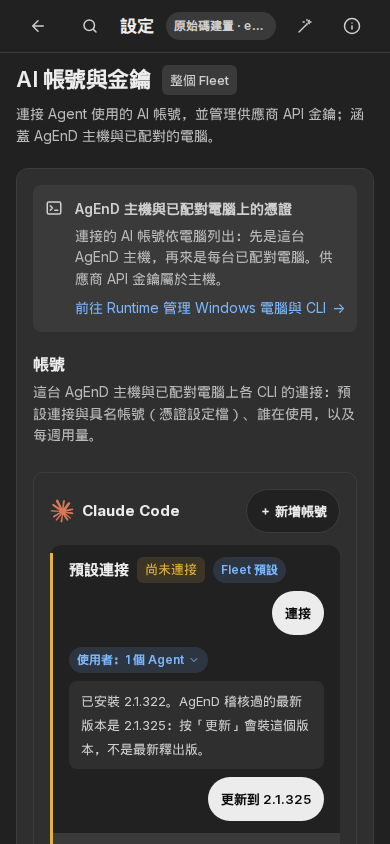 設定
原始碼建置 · e...
AI 帳號與金鑰
整個 Fleet
連接 Agent 使用的 AI 帳號，並管理供應商 API 金鑰；涵
蓋 AgEnD 主機與已配對的電腦。
AgEnD 主機與已配對電腦上的憑證
連接的 AI 帳號依電腦列出：先是這台
AgEnD 主機，再來是每台已配對電腦。供
應商 API 金鑰屬於主機。
前往 Runtime 管理 Windows 電腦與 CLI →
帳號
這台 AgEnD 主機與已配對電腦上各 CLI 的連接：預
設連接與具名帳號（憑證設定檔）、誰在使用，以及
每週用量。
Claude Code
+ 新增帳號
預設連接
尚未連接
Fleet 預設
連接
使用者：1 個 Agent
已安裝 2.1.322。AgEnD 稽核過的最新
版本是 2.1.325：按「更新」會裝這個版
本，不是最新釋出版。
更新到 2.1.325